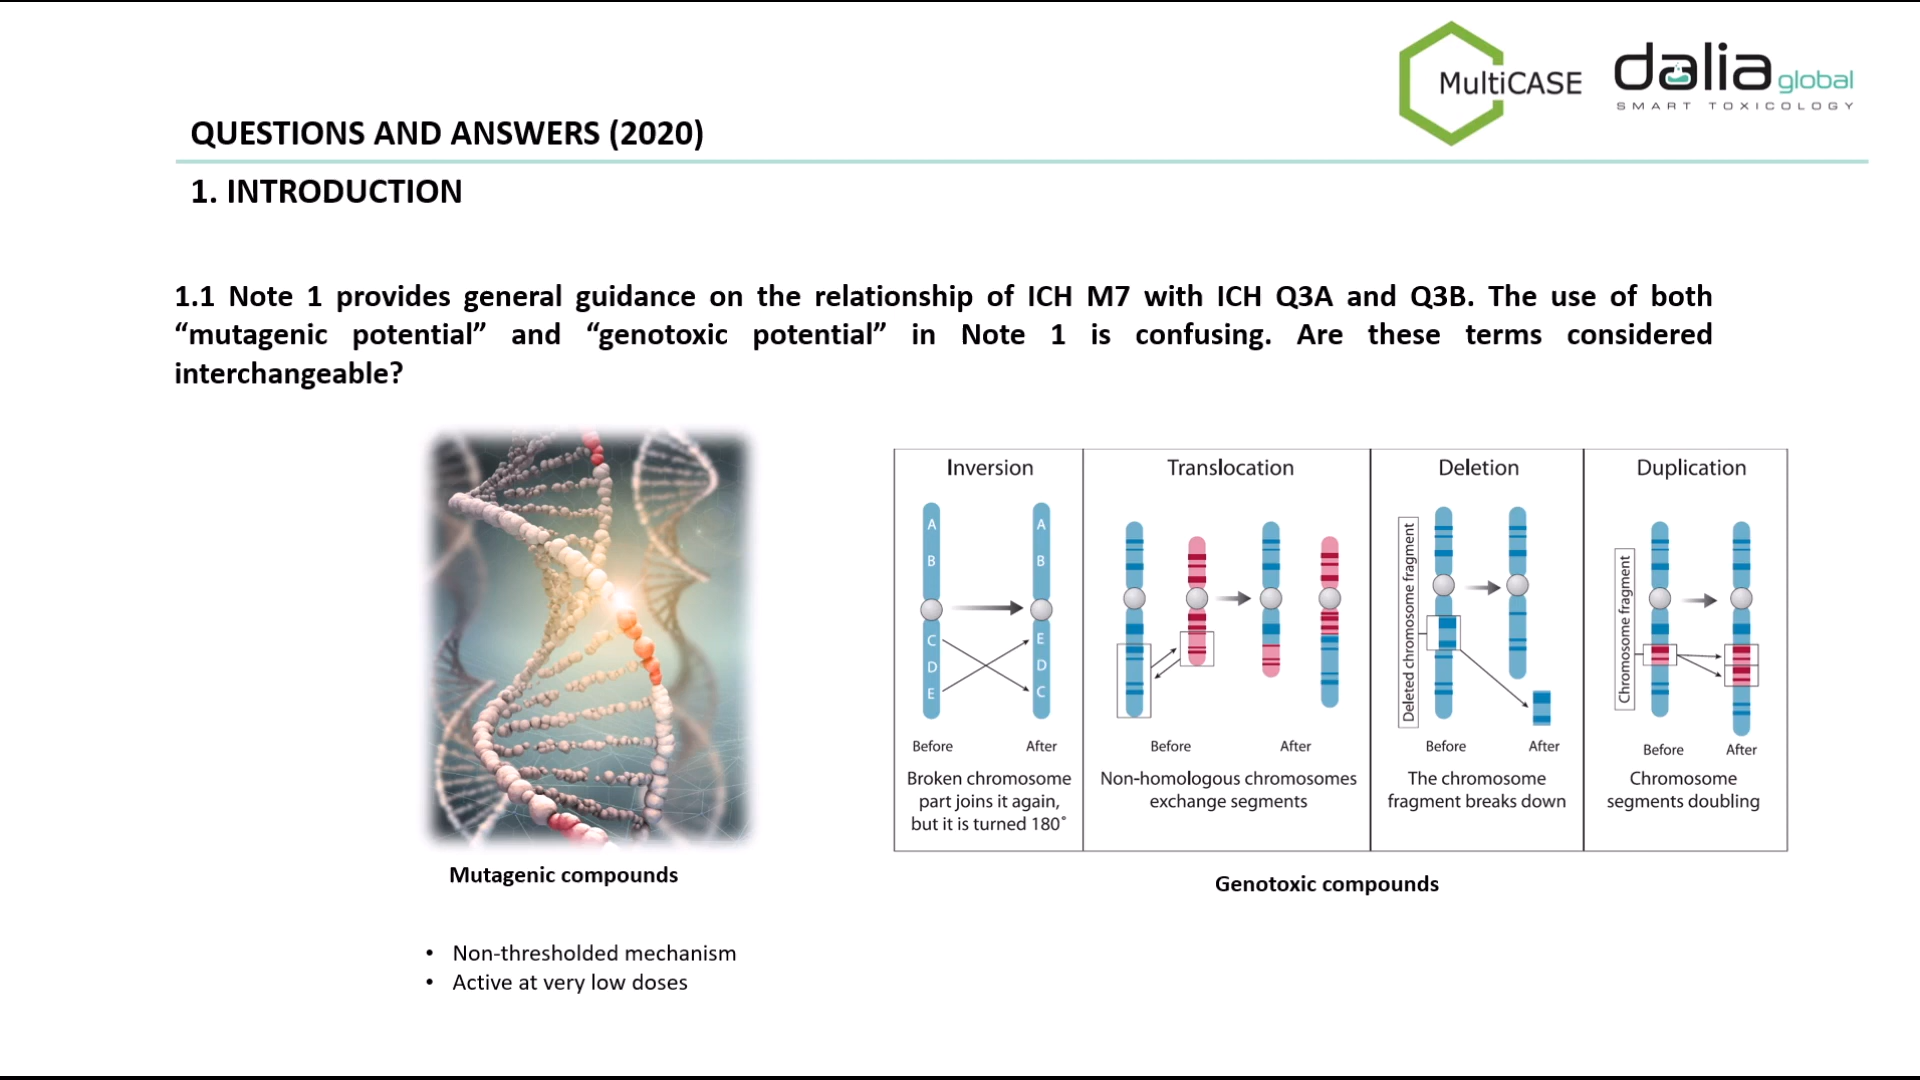 MultiCASE
dalia global
SMART TOXICOLOGY
QUESTIONS AND ANSWERS (2020)
1. INTRODUCTION
1.1 Note 1 provides general guidance on the relationship of ICH M7 with ICH Q3A and Q3B. The use of both
“mutagenic potential” and “genotoxic potential” in Note 1 is confusing. Are these terms considered
interchangeable?
Inversion
A
B
C
D
E
A
B
E
D
C
Before
After
Broken chromosome
part joins it again,
but it is turned 180°
Translocation
Before
After
Non-homologous chromosomes
exchange segments
Deletion
Deleted chromosome fragment
Before
After
The chromosome
fragment breaks down
Duplication
Chromosome fragment
Before
After
Chromosome
segments doubling
Mutagenic compounds
Genotoxic compounds
• Non-thresholded mechanism
• Active at very low doses